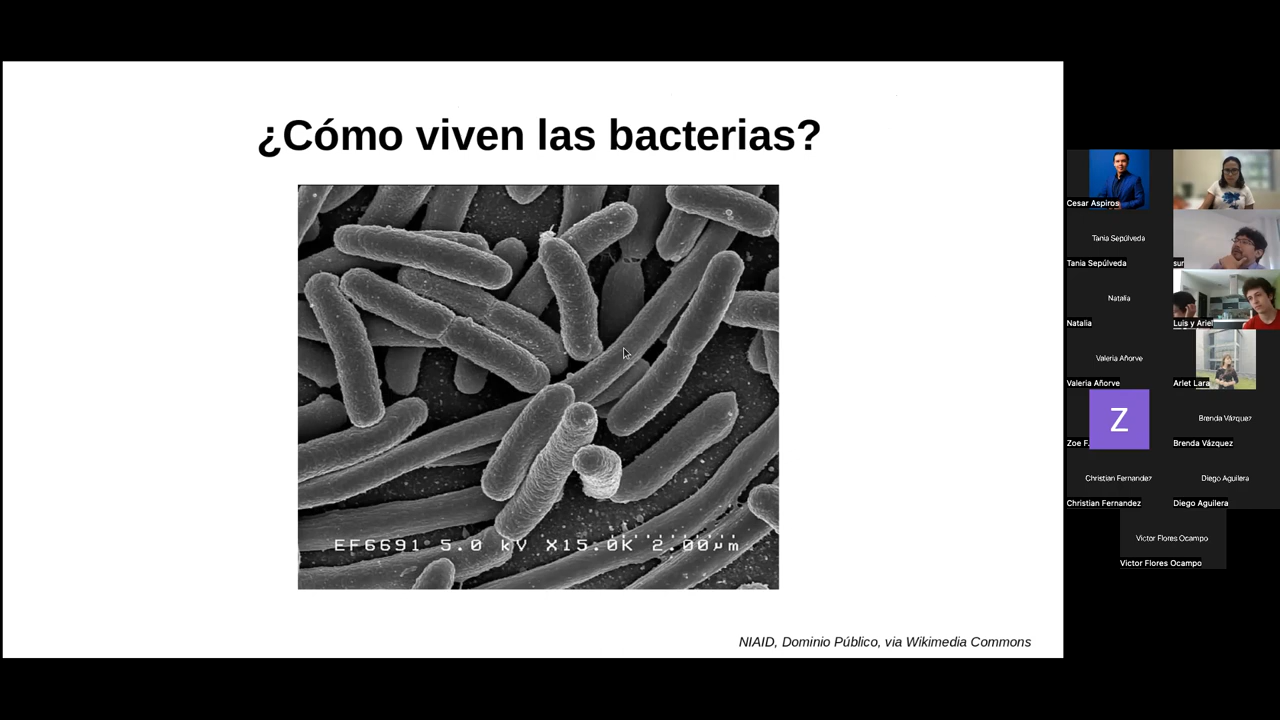 ¿Cómo viven las bacterias?
EF6691 5.0 kV X15.0K 2.00µm
NIAID, Dominio Público, via Wikimedia Commons
Cesar Aspiros
Tania Sepúlveda
Tania Sepúlveda
sur
Natalia
Natalia
Luis y Ariel
Valeria Añorve
Valeria Añorve
Arlet Lara
Z
Zoe F.
Brenda Vázquez
Brenda Vázquez
Christian Fernandez
Christian Fernandez
Diego Aguilera
Diego Aguilera
Victor Flores Ocampo
Victor Flores Ocampo